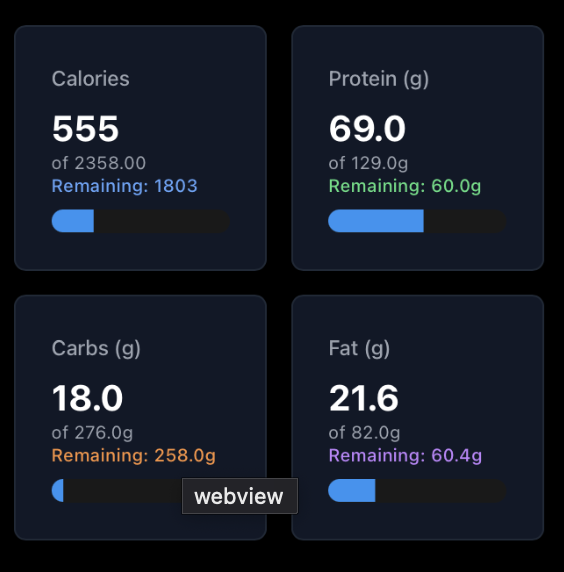 Calories
555
of 2358.00
Remaining: 1803
Protein (g)
69.0
of 129.0g
Remaining: 60.0g
Carbs (g)
18.0
of 276.0g
Remaining: 258.0g
Fat (g)
21.6
of 82.0g
Remaining: 60.4g
webview